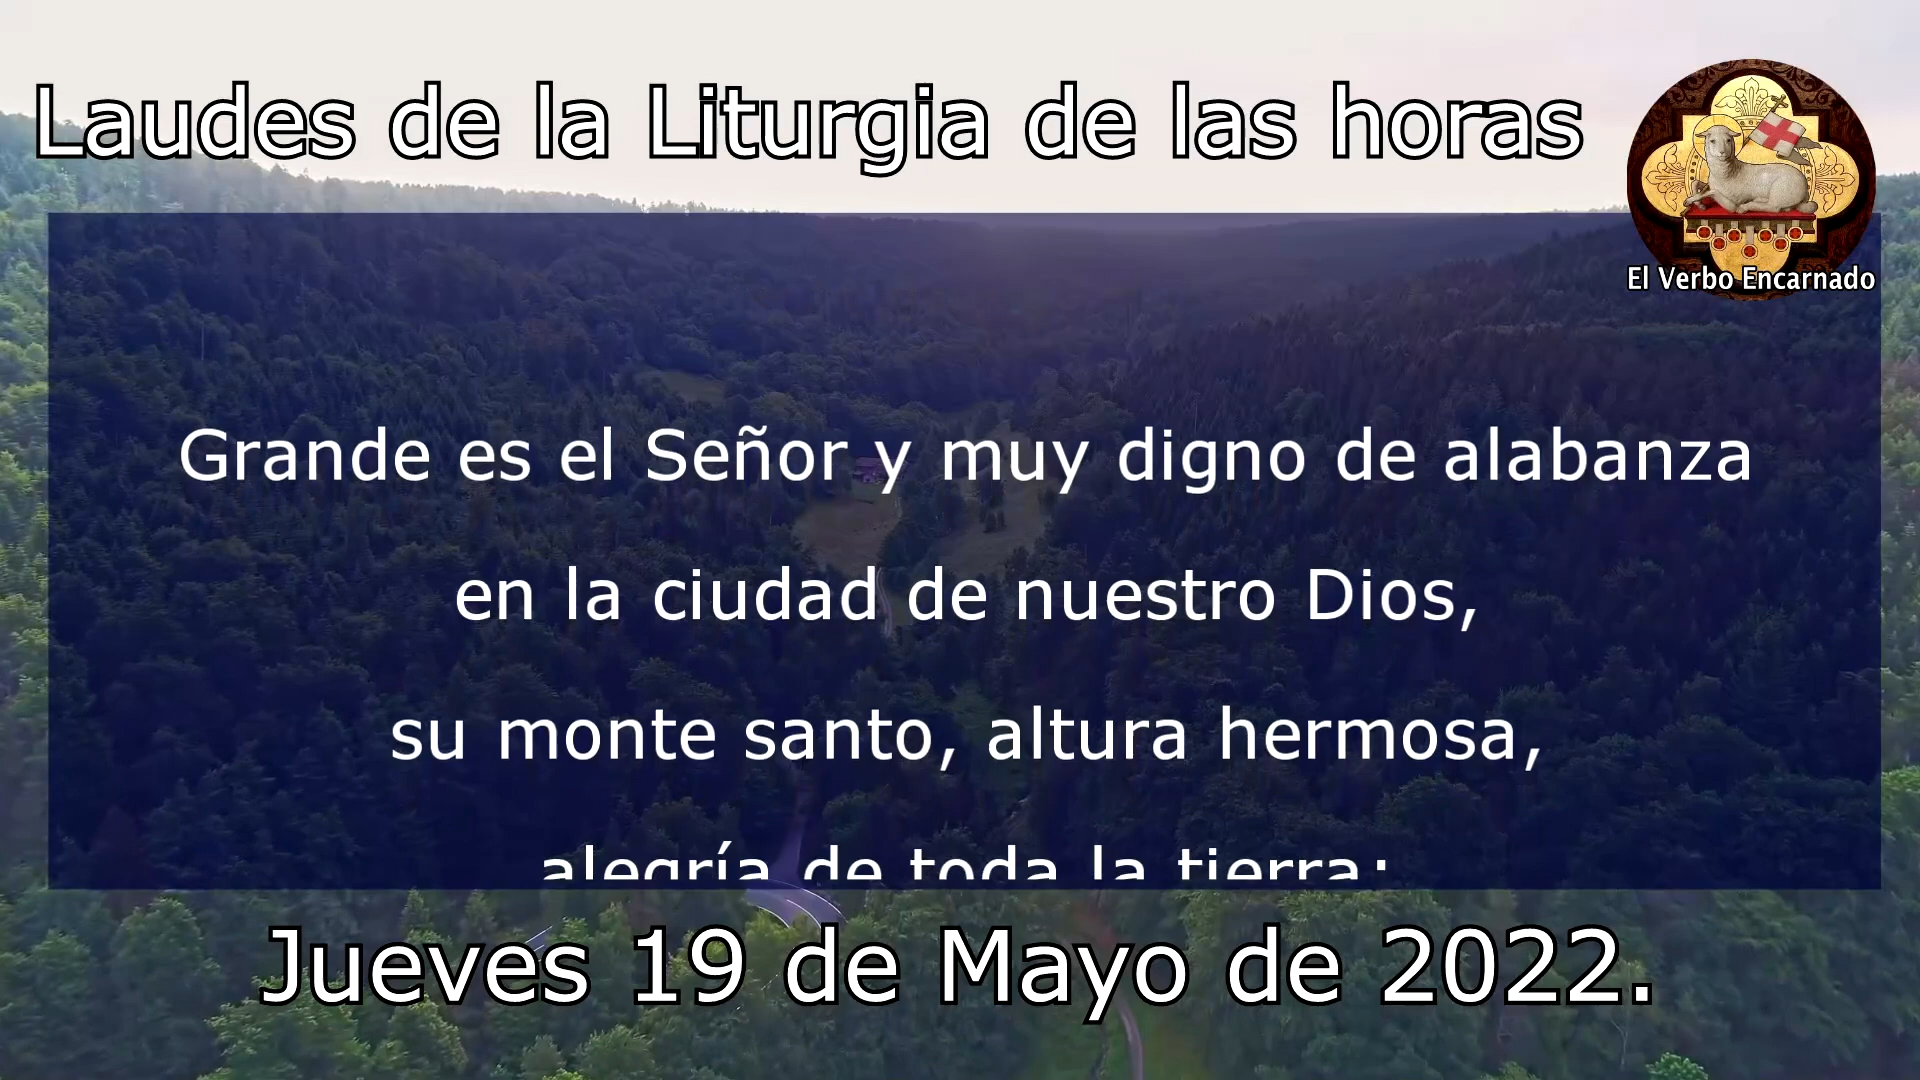 Laudes de la Liturgia de las horas
El Verbo Encarnado
Grande es el Señor y muy digno de alabanza
en la ciudad de nuestro Dios,
su monte santo, altura hermosa,
alegría de toda la tierra:
Jueves 19 de Mayo de 2022.